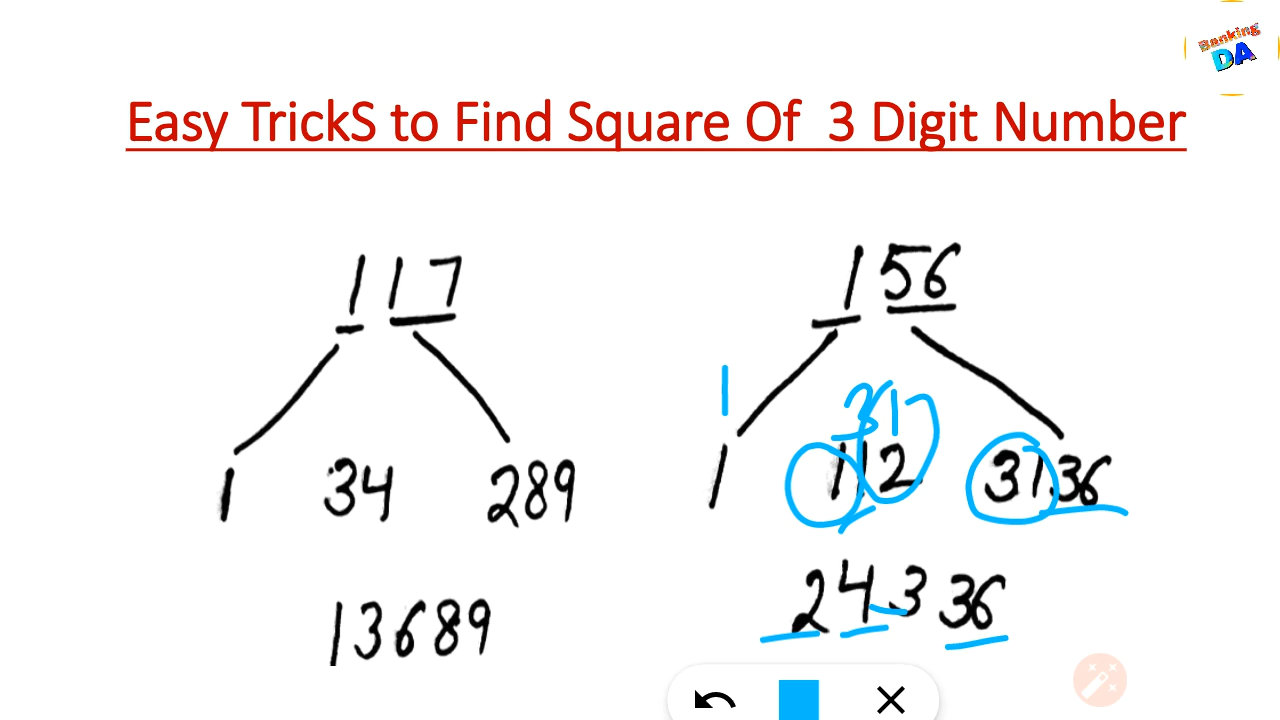 Banking
DA
Easy TrickS to Find Square Of 3 Digit Number
117
156
1
31
1 34 289
1 112 3136
13689
24336